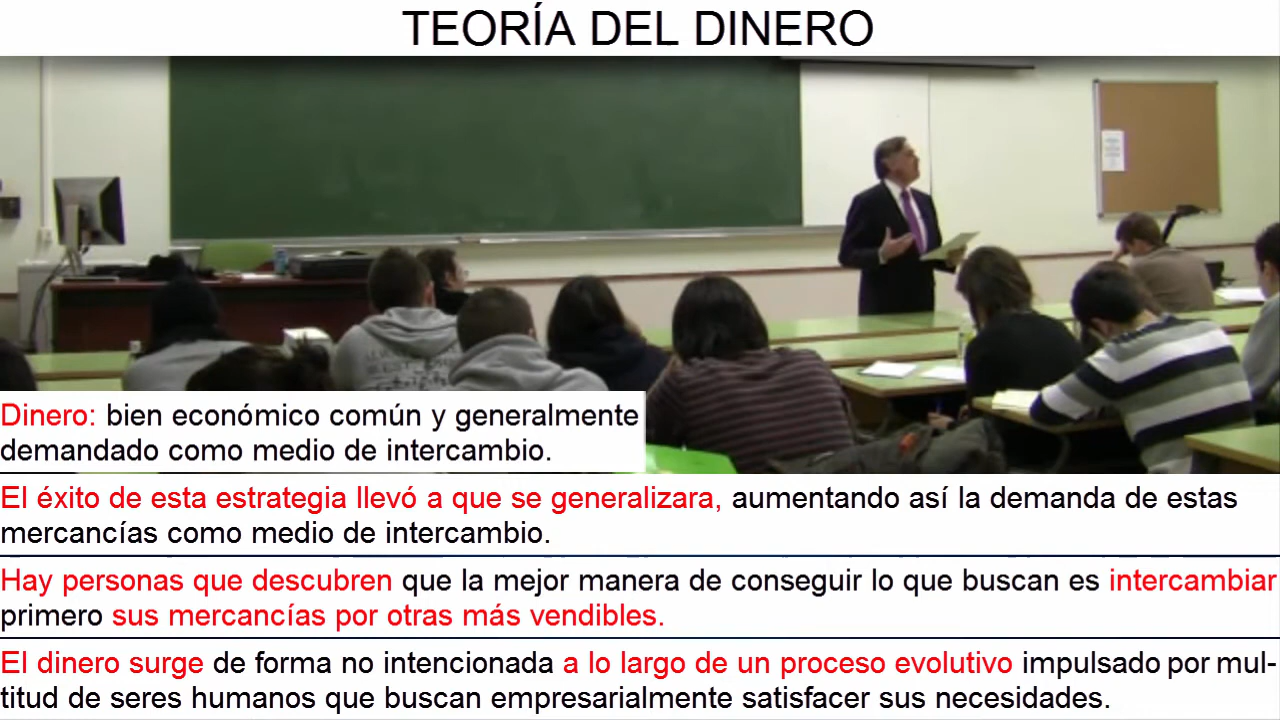 TEORÍA DEL DINERO
Dinero: bien económico común y generalmente
demandado como medio de intercambio.
El éxito de esta estrategia llevó a que se generalizara, aumentando así la demanda de estas
mercancías como medio de intercambio.
Hay personas que descubren que la mejor manera de conseguir lo que buscan es intercambiar
primero sus mercancías por otras más vendibles.
El dinero surge de forma no intencionada a lo largo de un proceso evolutivo impulsado por mul-
titud de seres humanos que buscan empresarialmente satisfacer sus necesidades.